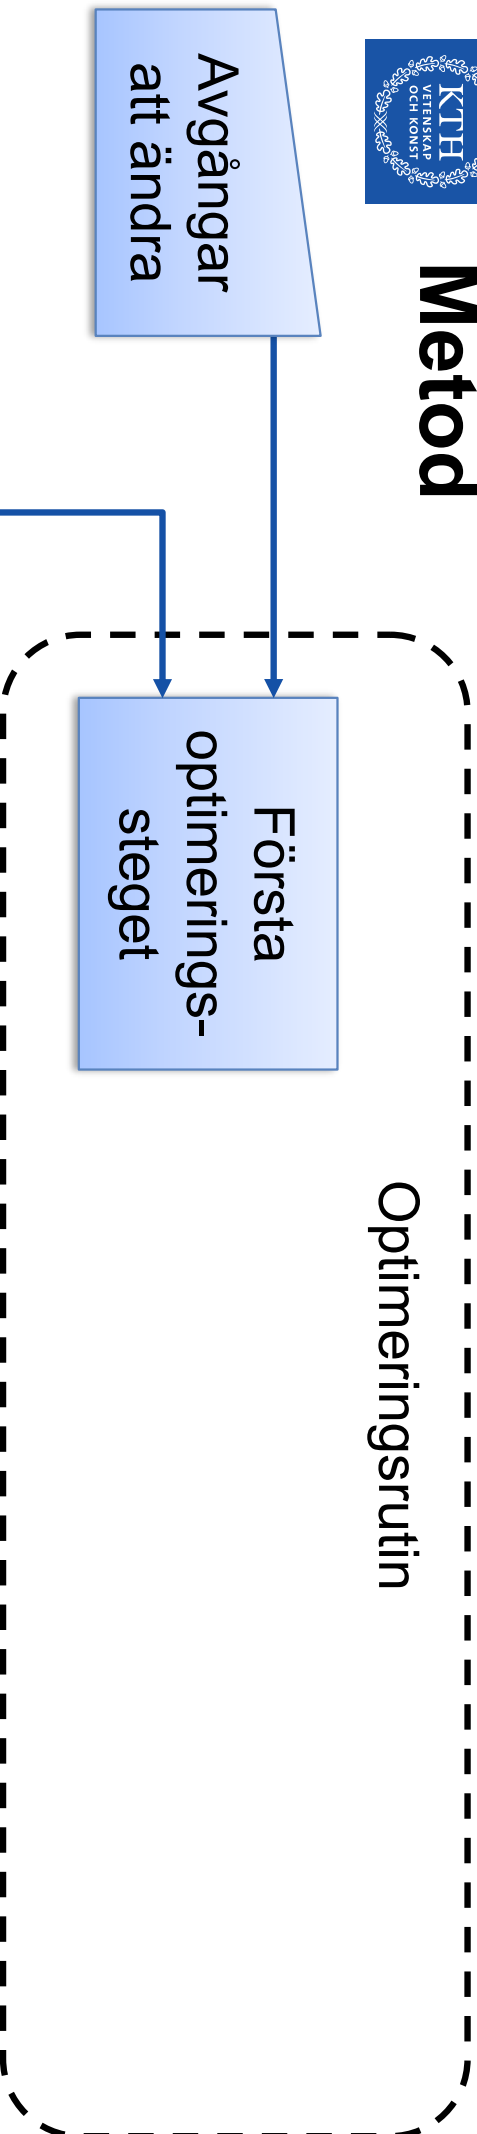 KTH
VETENSKAP
OCH KONST
Metod
Avgångar
att ändra
Optimeringsrutin
Första
optimerings-
steget